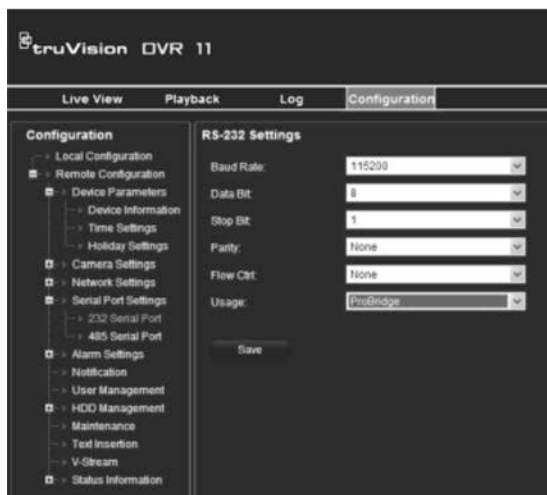 truVision DVR 11
Live View Playback Log Configuration
Configuration
Local Configuration
Remote Configuration
Device Parameters
Device Information
Time Settings
Holiday Settings
Camera Settings
Network Settings
Serial Port Settings
232 Serial Port
485 Serial Port
Alarm Settings
Notification
User Management
HDD Management
Maintenance
Text Insertion
V-Stream
Status Information
RS-232 Settings
Baud Rate: 115200
Data Bit: 8
Stop Bit: 1
Parity: None
Flow Ctrl: None
Usage: ProBridge
Save